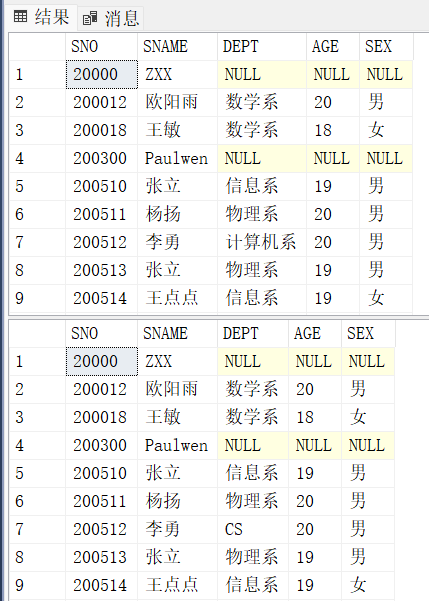 结果 消息
SNO SNAME DEPT AGE SEX
1 20000 ZXX NULL NULL NULL
2 200012 欧阳雨 数学系 20 男
3 200018 王敏 数学系 18 女
4 200300 Paulwen NULL NULL NULL
5 200510 张立 信息系 19 男
6 200511 杨扬 物理系 20 男
7 200512 李勇 计算机系 20 男
8 200513 张立 物理系 19 男
9 200514 王点点 信息系 19 女
SNO SNAME DEPT AGE SEX
1 20000 ZXX NULL NULL NULL
2 200012 欧阳雨 数学系 20 男
3 200018 王敏 数学系 18 女
4 200300 Paulwen NULL NULL NULL
5 200510 张立 信息系 19 男
6 200511 杨扬 物理系 20 男
7 200512 李勇 CS 20 男
8 200513 张立 物理系 19 男
9 200514 王点点 信息系 19 女